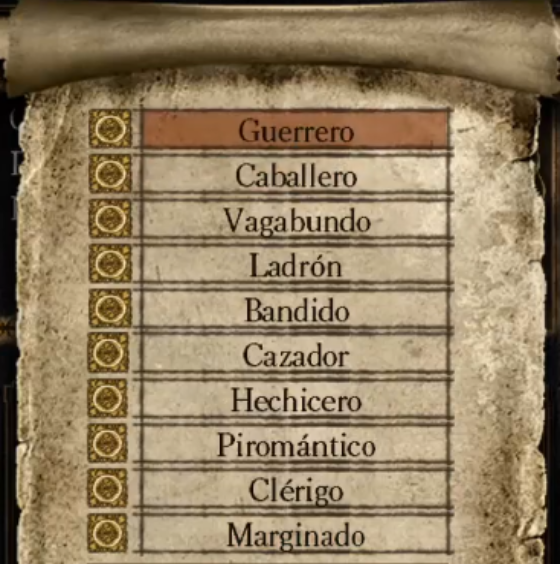 Guerrero
Caballero
Vagabundo
Ladrón
Bandido
Cazador
Hechicero
Piromántico
Clérigo
Marginado